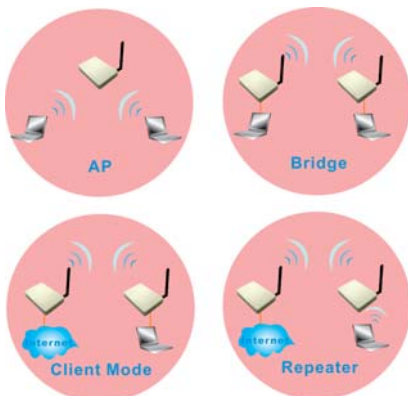 AP
Bridge
Internet
Client Mode
Internet
Repeater